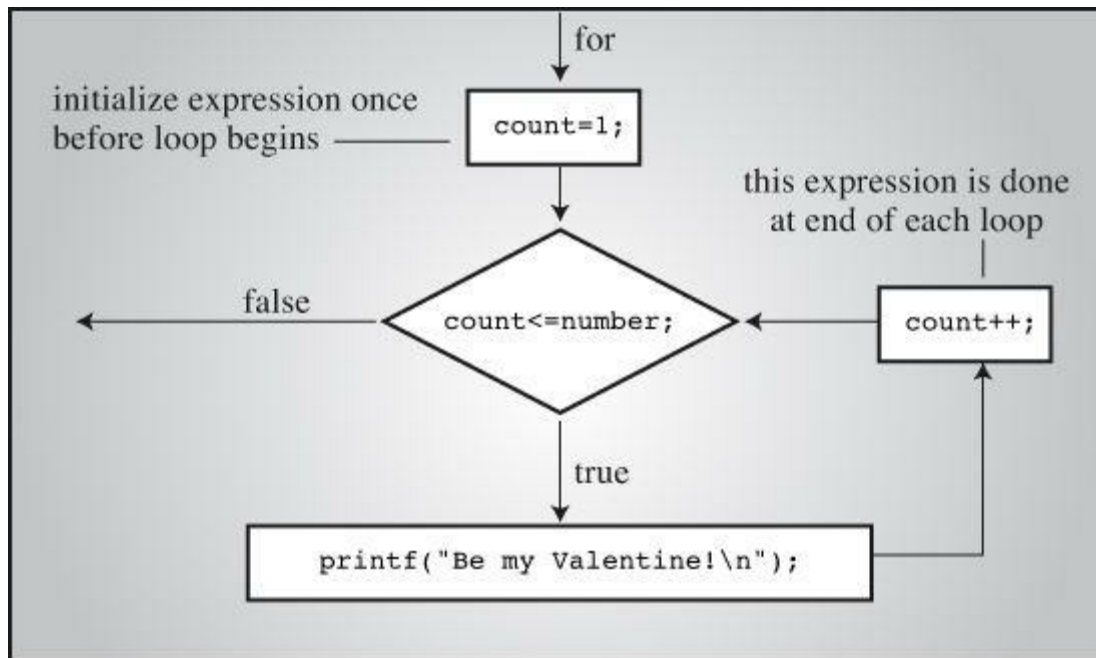 for
initialize expression once
before loop begins
count=1;
this expression is done
at end of each loop
false
count<=number;
count++;
true
printf("Be my Valentine!\n");